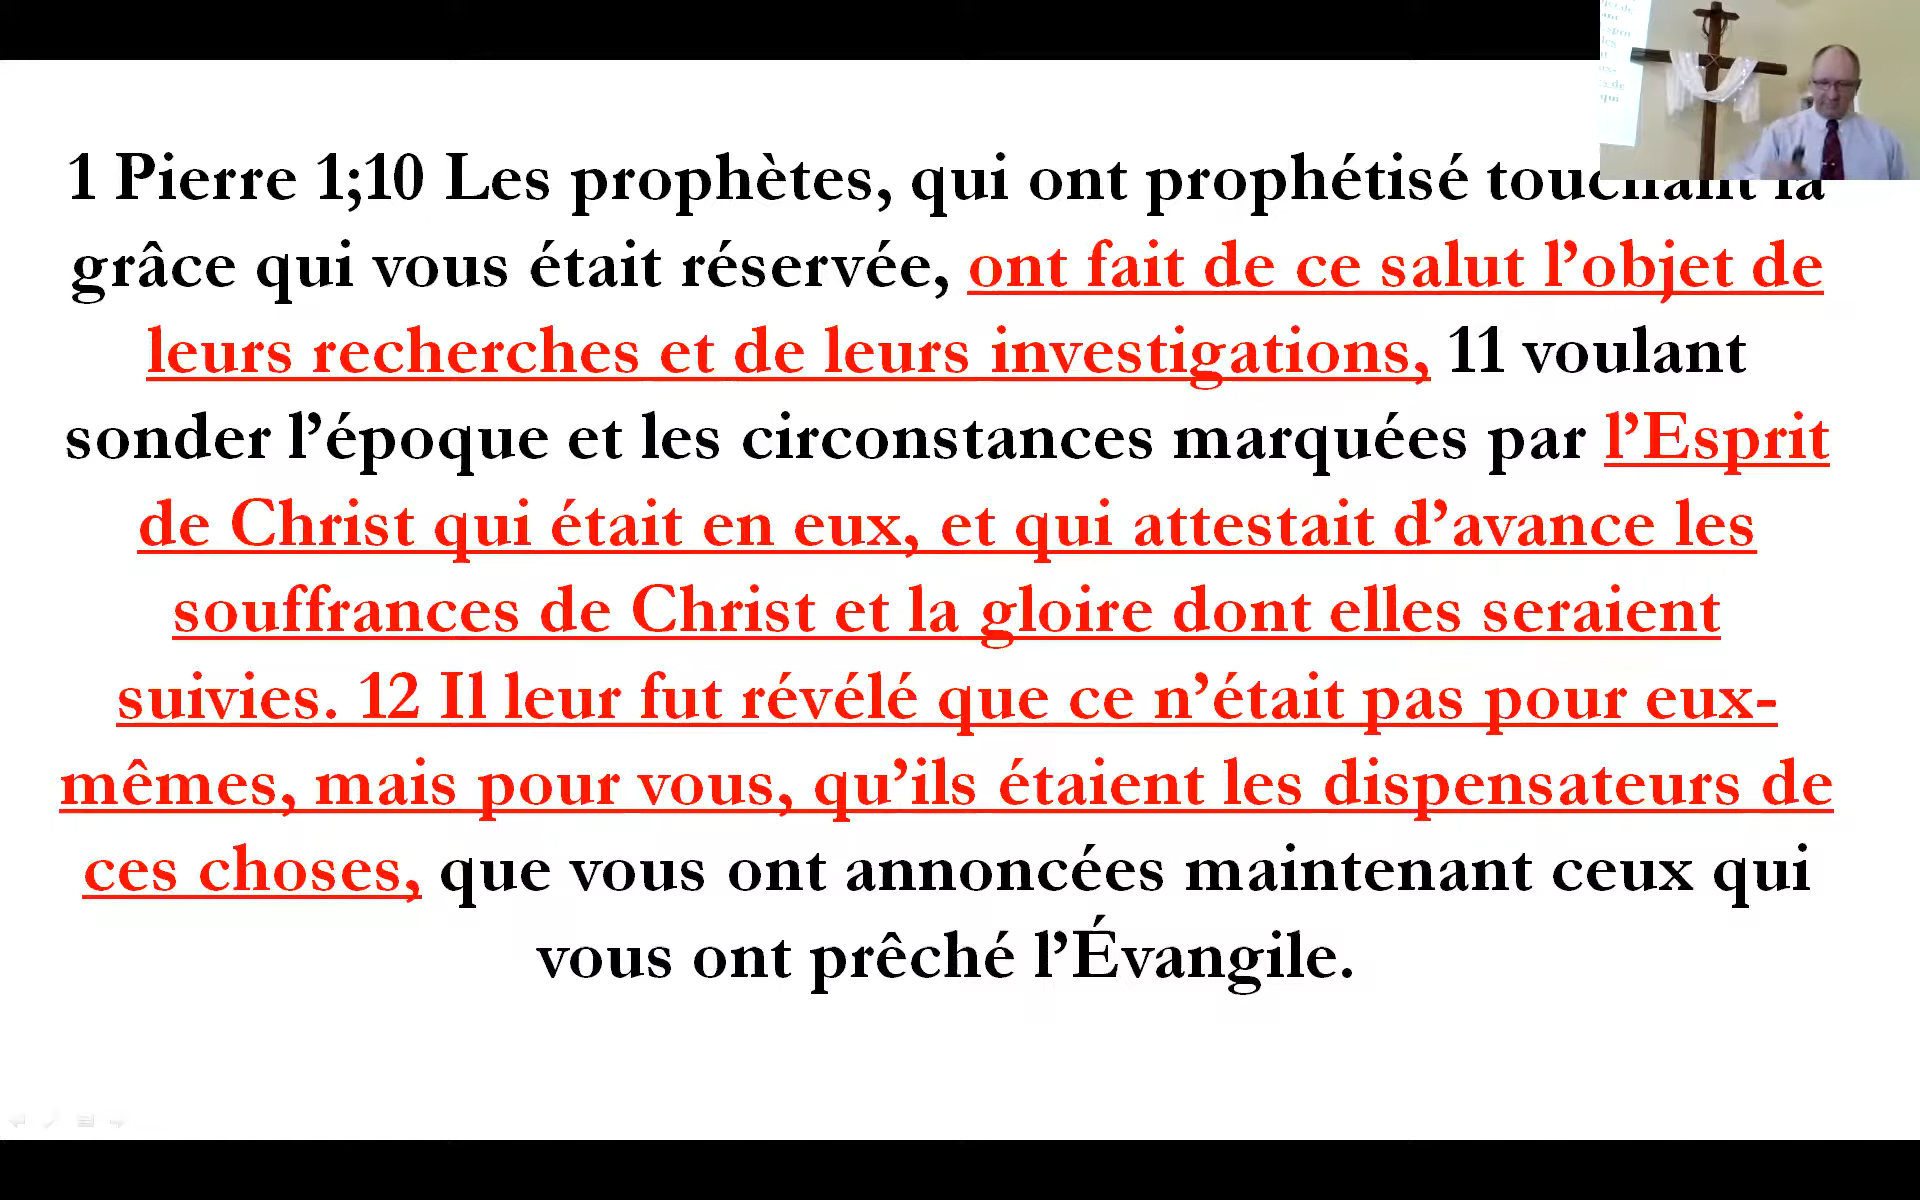 1 Pierre 1;10 Les prophètes, qui ont prophétisé touchant la
grâce qui vous était réservée, ont fait de ce salut l’objet de
leurs recherches et de leurs investigations, 11 voulant
sonder l’époque et les circonstances marquées par l’Esprit
de Christ qui était en eux, et qui attestait d’avance les
souffrances de Christ et la gloire dont elles seraient
suivies. 12 Il leur fut révélé que ce n’était pas pour eux-
mêmes, mais pour vous, qu’ils étaient les dispensateurs de
ces choses, que vous ont annoncées maintenant ceux qui
vous ont prêché l’Évangile.